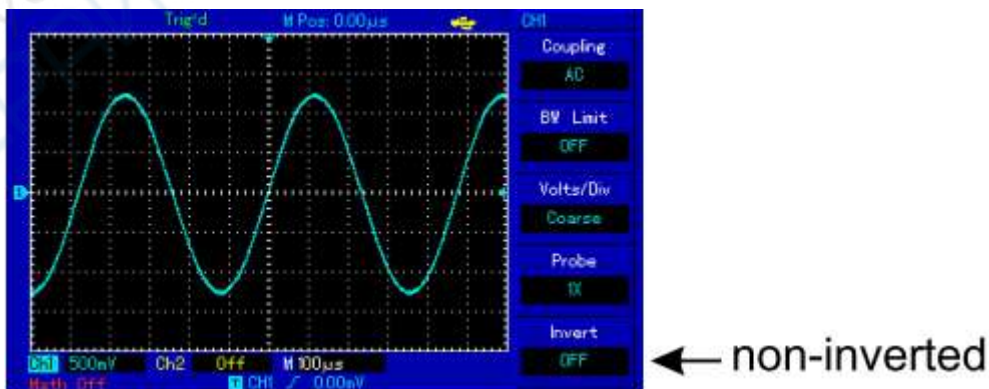 Trig'd M Pos: 0.00μs CH1
Coupling
AC
BW Limit
OFF
Volts/Div
Coarse
Probe
1X
Invert
OFF
non-inverted
1
CH1 500mV Ch2 Off M 100μs
Math Off T CH1 0.00mV